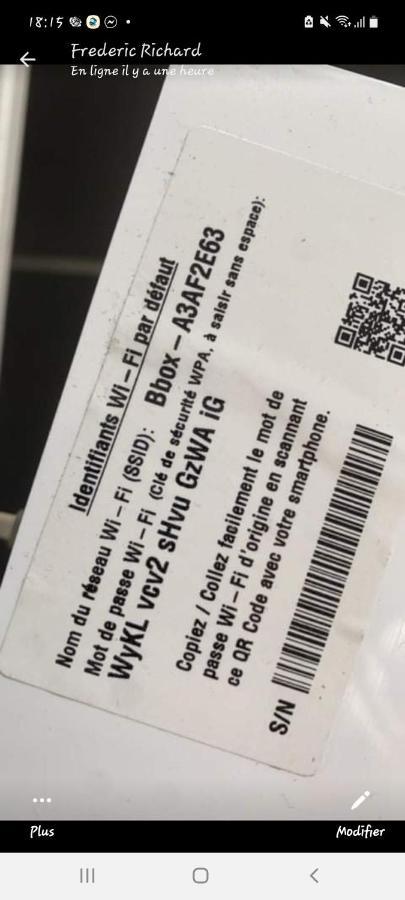 18:15
Frederic Richard
En ligne il y a une heure
Identifiants Wi-Fi par défaut
Nom du réseau Wi-Fi (SSID): Bbox-A3AF2E63
Mot de passe Wi-Fi (Clé de sécurité WPA, à saisir sans espace):
WyKL vcv2 sHvu GzWA iG
Copiez / Collez facilement le mot de
passe Wi-Fi d'origine en scannant
ce QR Code avec votre smartphone.
S/N
Plus
Modifier